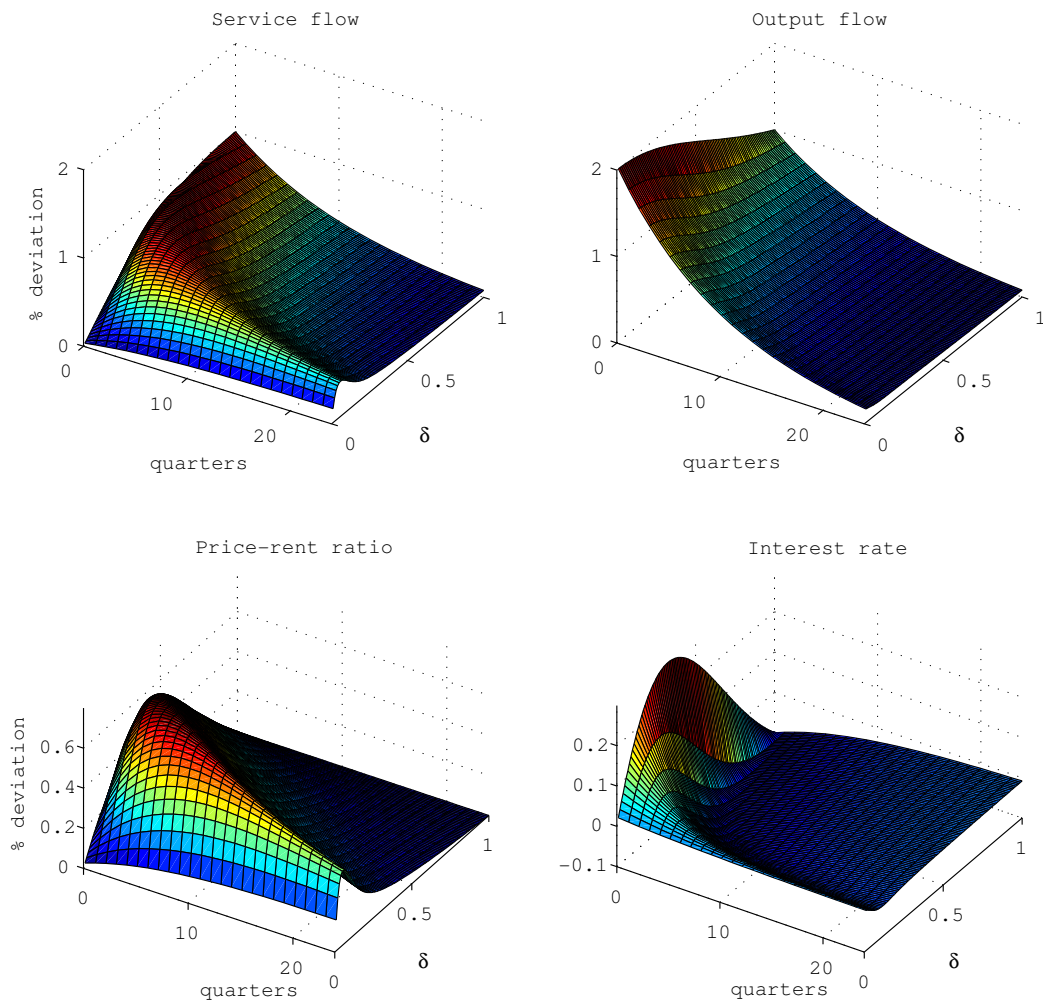 Service flow
Output flow
2
1
0
% deviation
0
10
20
quarters
0
0.5
1
δ
2
1
0
0
10
20
quarters
0
0.5
1
δ
Price-rent ratio
Interest rate
0.6
0.4
0.2
0
% deviation
0
10
20
quarters
0
0.5
1
δ
0.2
0.1
0
-0.1
0
10
20
quarters
0
0.5
1
δ